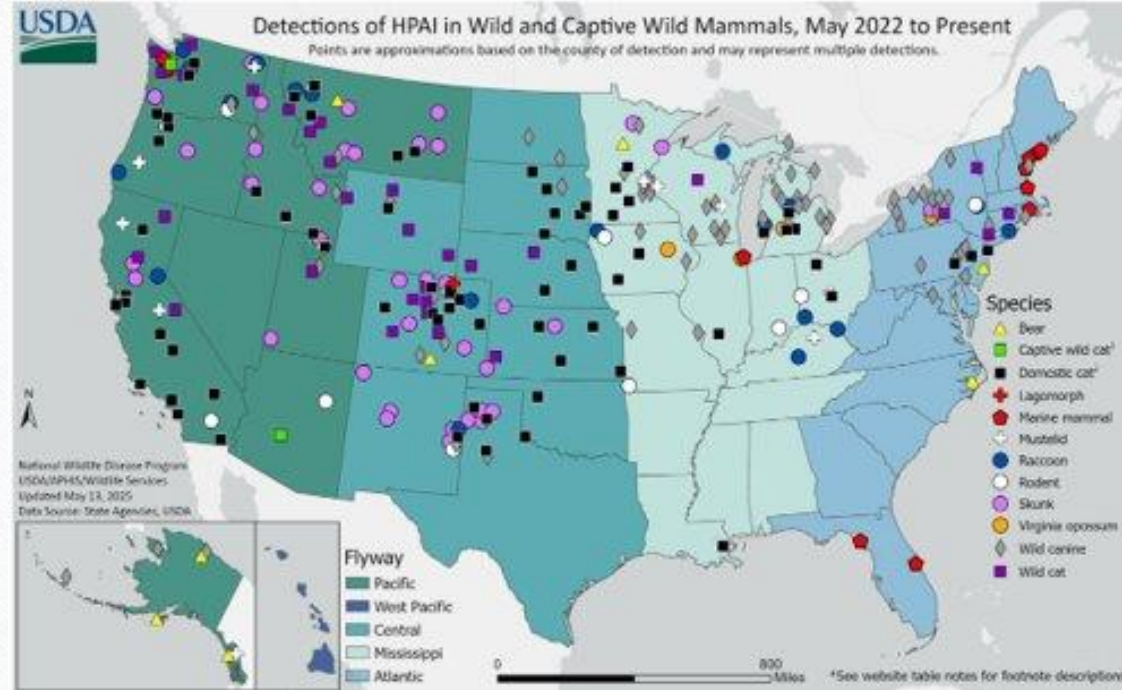 USDA
Detections of HPAI in Wild and Captive Wild Mammals, May 2022 to Present
Points are approximations based on the county of detection and may represent multiple detections.
Species
Bear
Captive wild cat¹
Domestic cat²
Lagomorph
Marine mammal
Mustelid
Raccoon
Rodent
Skunk
Virginia opossum
Wild canine
Wild cat
N
National Wildlife Disease Program
USDA/APHIS/Wildlife Services
Updated May 13, 2025
Data Source: State Agencies, USDA
Flyway
Pacific
West Pacific
Central
Mississippi
Atlantic
0 800
Miles
*See website table notes for footnote descriptions